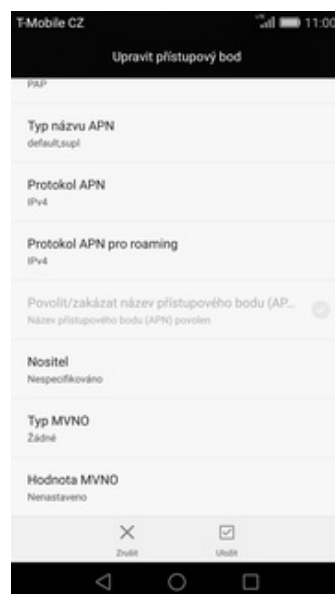 T-Mobile CZ 11:00
Upravit přístupový bod
PAP
Typ názvu APN
default,supl
Protokol APN
IPv4
Protokol APN pro roaming
IPv4
Povolit/zakázat název přístupového bodu (AP...
Název přístupového bodu (APN) povolen
Nositel
Nespecifikováno
Typ MVNO
Žádné
Hodnota MVNO
Nenastaveno
Zrušit Uložit